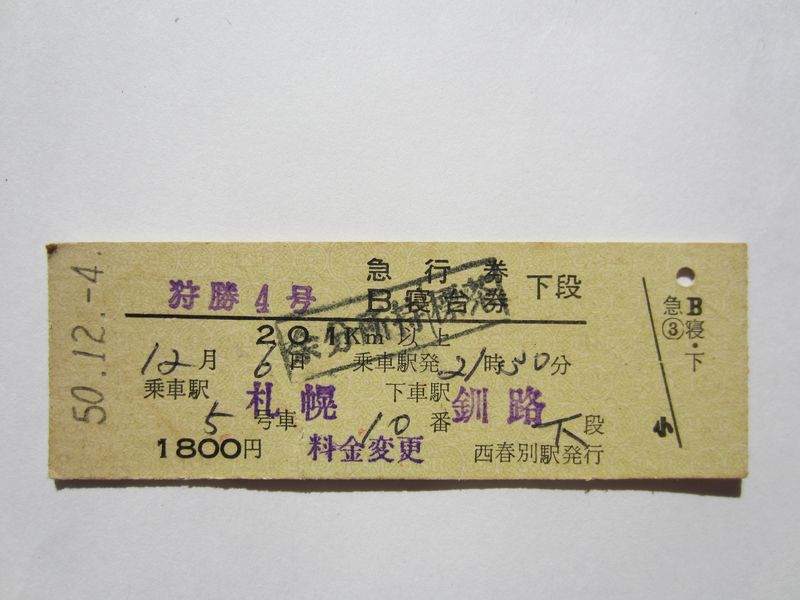 50.12.-4.
急行券
狩勝4号 B寝台券 下段
201Km以上
12月6日 乗車駅発21時30分
乗車駅 札幌 下車駅 釧路
5号車 10番 下段
1800円 料金変更 西春別駅発行
急B寝・下
③
小